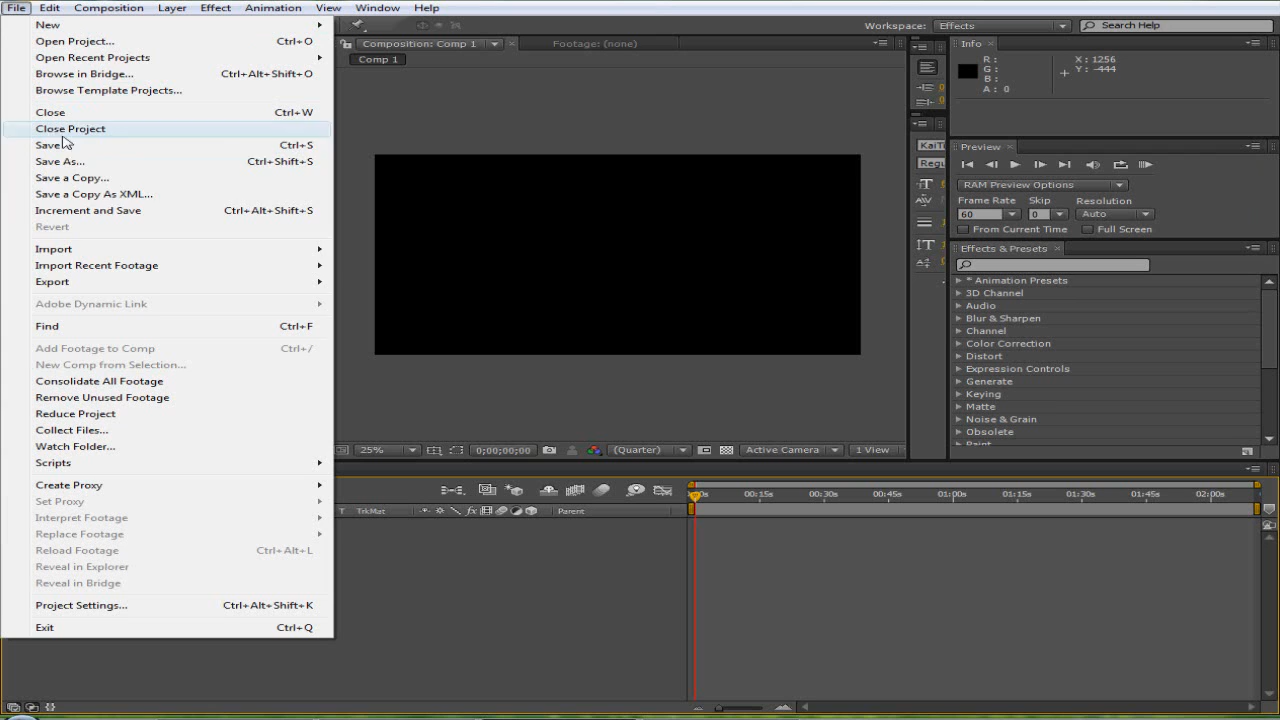 File Edit Composition Layer Effect Animation View Window Help
New
Open Project... Ctrl+O
Open Recent Projects
Browse in Bridge... Ctrl+Alt+Shift+O
Browse Template Projects...
Close Ctrl+W
Close Project
Save Ctrl+S
Save As... Ctrl+Shift+S
Save a Copy...
Save a Copy As XML...
Increment and Save Ctrl+Alt+Shift+S
Revert
Import
Import Recent Footage
Export
Adobe Dynamic Link
Find Ctrl+F
Add Footage to Comp Ctrl+/
New Comp from Selection...
Consolidate All Footage
Remove Unused Footage
Reduce Project
Collect Files...
Watch Folder...
Scripts
Create Proxy
Set Proxy
Interpret Footage
Replace Footage
Reload Footage Ctrl+Alt+L
Reveal in Explorer
Reveal in Bridge
Project Settings... Ctrl+Alt+Shift+K
Exit Ctrl+Q
Workspace: Effects Search Help
Composition: Comp 1 Footage: (none)
Comp 1
25% 0;00;00;00 (Quarter) Active Camera 1 View
Info
R: X: 1256
G: Y: -444
B:
A: 0
Preview
RAM Preview Options
Frame Rate Skip Resolution
60 0 Auto
From Current Time Full Screen
Effects & Presets
* Animation Presets
3D Channel
Audio
Blur & Sharpen
Channel
Color Correction
Distort
Expression Controls
Generate
Keying
Matte
Noise & Grain
Obsolete
Paint
T TrkMat Parent
00:15s 00:30s 00:45s 01:00s 01:15s 01:30s 01:45s 02:00s